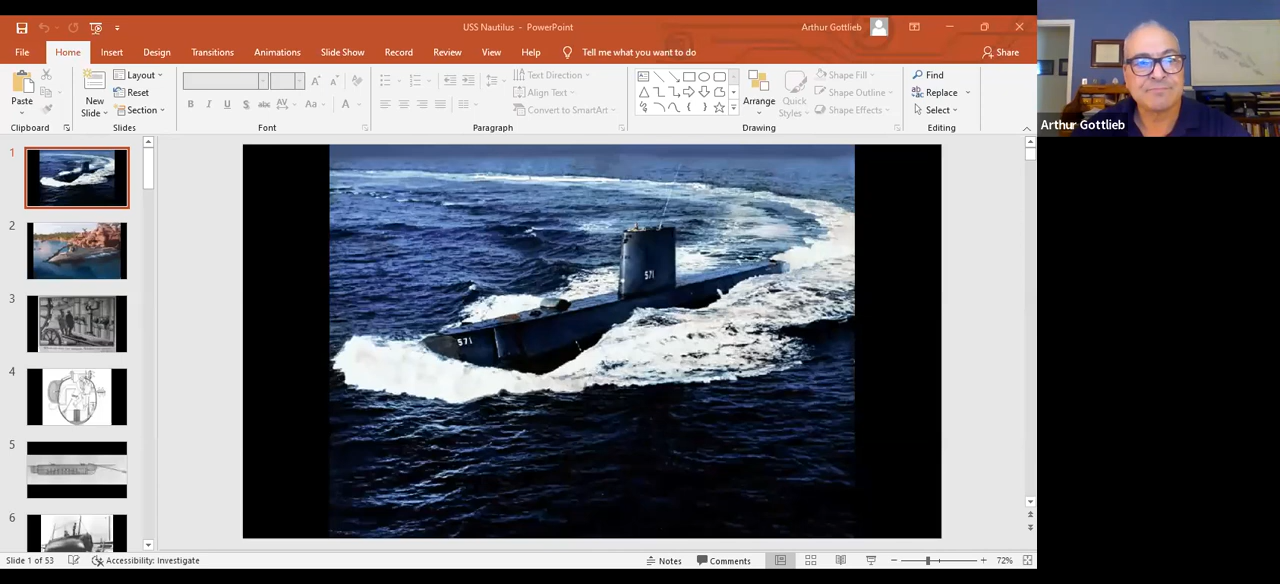 USS Nautilus - PowerPoint
Arthur Gottlieb
File Home Insert Design Transitions Animations Slide Show Record Review View Help Tell me what you want to do Share
Paste
Clipboard
New
Slide
Layout
Reset
Section
Slides
B I U S abc AV Aa A
Font
Text Direction
Align Text
Convert to SmartArt
Paragraph
Arrange
Quick
Styles
Shape Fill
Shape Outline
Shape Effects
Drawing
Find
Replace
Select
Editing
Arthur Gottlieb
1
2
3
4
5
6
571
571
Slide 1 of 53
Accessibility: Investigate
Notes
Comments
72%